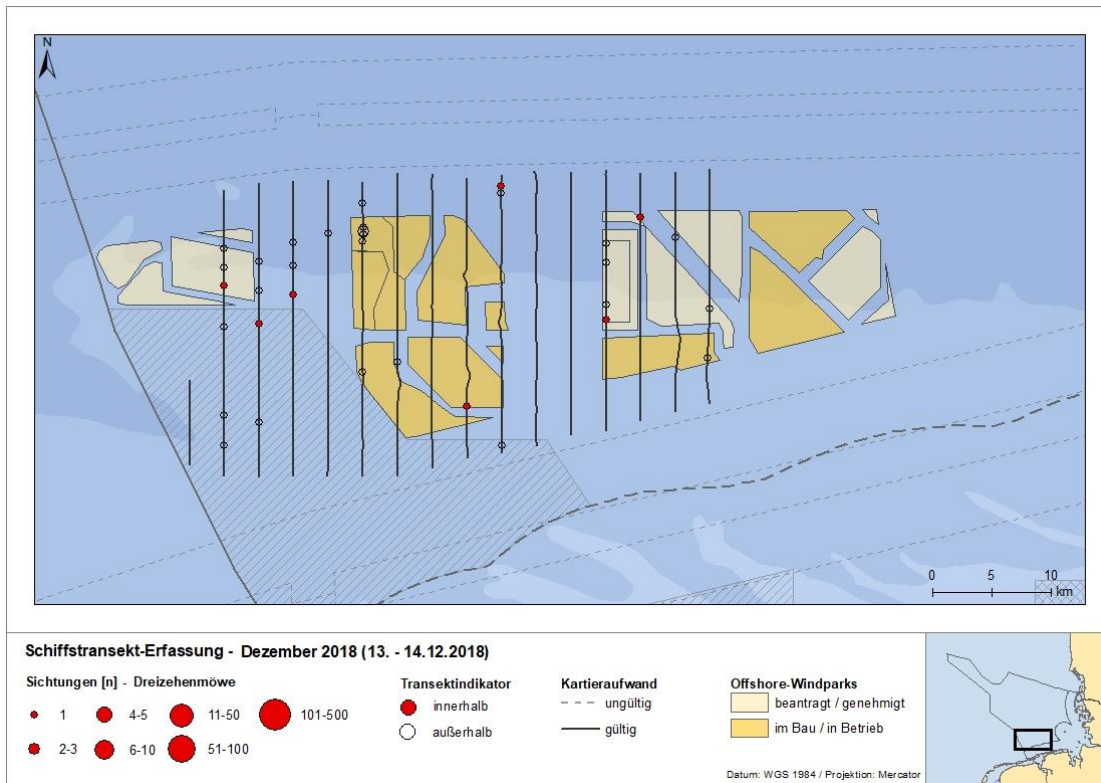 N
0 5 10
km
Schiffstransekt-Erfassung - Dezember 2018 (13. - 14.12.2018)
Sichtungen [n] - Dreizehenmöwe
1
4-5
11-50
101-500
2-3
6-10
51-100
Transektindikator
innerhalb
außerhalb
Kartieraufwand
ungültig
gültig
Offshore-Windparks
beantragt / genehmigt
im Bau / in Betrieb
Datum: WGS 1984 / Projektion: Mercator